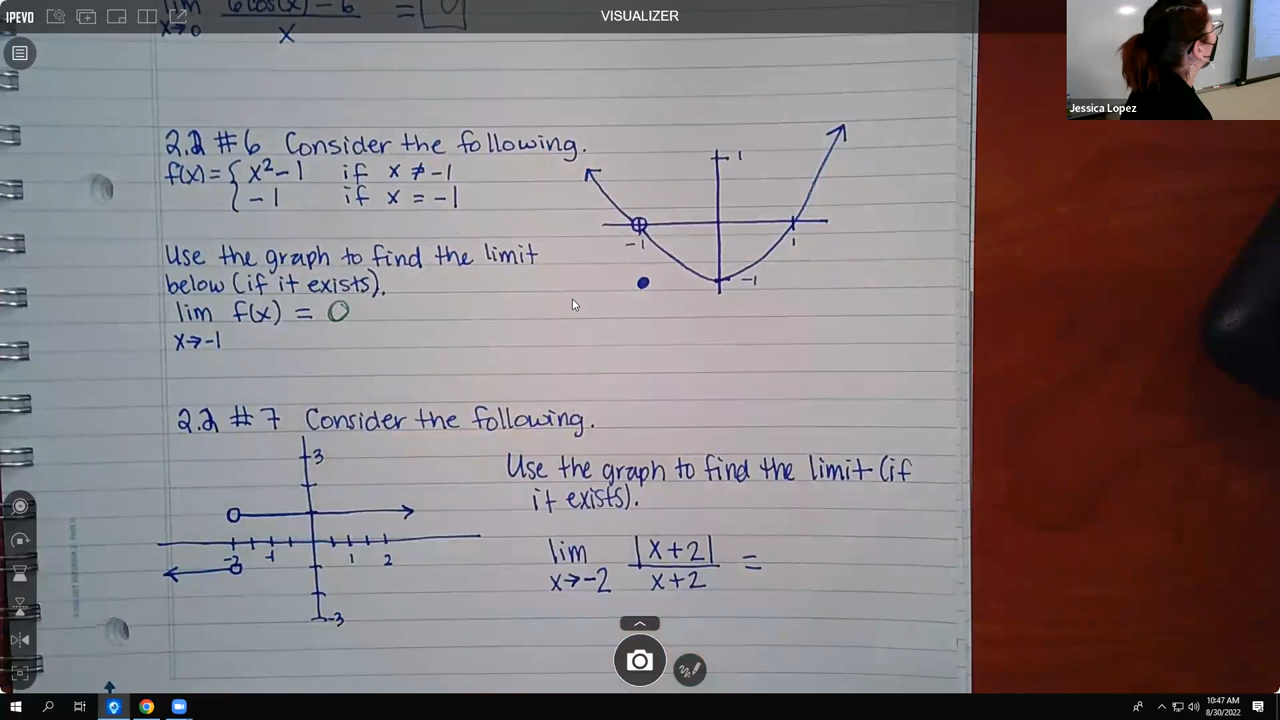 IPEVO
VISUALIZER
lim 6cos(x) - 6 = 0
x→0 x
Jessica Lopez
2.2 #6 Consider the following.
f(x) = { x² - 1 if x ≠ -1
{ -1 if x = -1
1
-1
1
-1
Use the graph to find the limit
below (if it exists).
lim f(x) = 0
x→-1
2.2 #7 Consider the following.
3
-2 -1 1 2
-3
Use the graph to find the limit (if
it exists).
lim |x+2| =
x→-2 x+2
10:47 AM
8/30/2022